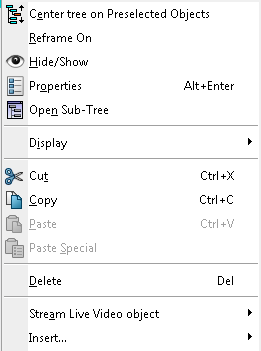 Center tree on Preselected Objects
Reframe On
Hide/Show
Properties Alt+Enter
Open Sub-Tree
Display
Cut Ctrl+X
Copy Ctrl+C
Paste Ctrl+V
Paste Special
Delete Del
Stream Live Video object
Insert...